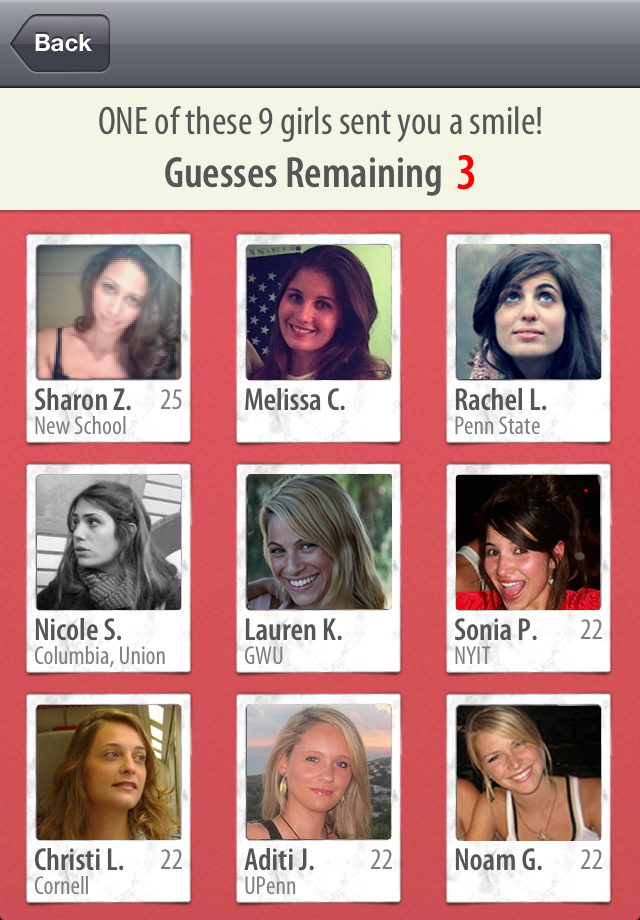 Back
ONE of these 9 girls sent you a smile!
Guesses Remaining 3
Sharon Z. 25
New School
Melissa C.
Rachel L.
Penn State
Nicole S.
Columbia, Union
Lauren K.
GWU
Sonia P. 22
NYIT
Christi L. 22
Cornell
Aditi J. 22
UPenn
Noam G. 22